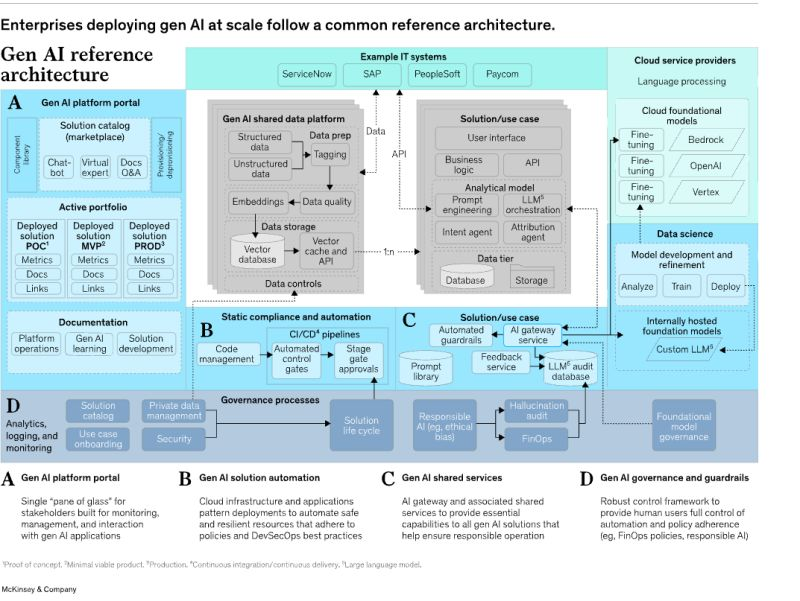 Enterprises deploying gen AI at scale follow a common reference architecture.
Gen AI reference
architecture
Example IT systems
ServiceNow
SAP
PeopleSoft
Paycom
Cloud service providers
Language processing
Cloud foundational
models
Fine-
tuning
Bedrock
Fine-
tuning
OpenAI
Fine-
tuning
Vertex
A
Gen AI platform portal
Component
library
Solution catalog
(marketplace)
Chat-
bot
Virtual
expert
Docs
Q&A
Provisioning/
deprovisioning
Active portfolio
Deployed
solution
POC¹
Metrics
Docs
Links
Deployed
solution
MVP²
Metrics
Docs
Links
Deployed
solution
PROD³
Metrics
Docs
Links
Documentation
Platform
operations
Gen AI
learning
Solution
development
Gen AI shared data platform
Structured
data
Data prep
Tagging
Unstructured
data
Embeddings
Data quality
Data storage
Vector
database
Vector
cache and
API
Data controls
Data
API
1:n
Solution/use case
User interface
Business
logic
API
Analytical model
Prompt
engineering
LLM⁵
orchestration
Intent agent
Attribution
agent
Data tier
Database
Storage
Data science
Model development and
refinement
Analyze
Train
Deploy
Internally hosted
foundation models
Custom LLM⁵
B
Static compliance and automation
CI/CD⁴ pipelines
Code
management
Automated
control
gates
Stage
gate
approvals
C
Solution/use case
Automated
guardrails
AI gateway
service
Prompt
library
Feedback
service
LLM⁵ audit
database
D
Analytics,
logging, and
monitoring
Governance processes
Solution
catalog
Private data
management
Use case
onboarding
Security
Solution
life cycle
Responsible
AI (eg, ethical
bias)
Hallucination
audit
FinOps
Foundational
model
governance
A Gen AI platform portal
Single "pane of glass" for
stakeholders built for monitoring,
management, and interaction
with gen AI applications
B Gen AI solution automation
Cloud infrastructure and applications
pattern deployments to automate safe
and resilient resources that adhere to
policies and DevSecOps best practices
C Gen AI shared services
AI gateway and associated shared
services to provide essential
capabilities to all gen AI solutions that
help ensure responsible operation
D Gen AI governance and guardrails
Robust control framework to
provide human users full control of
automation and policy adherence
(eg, FinOps policies, responsible AI)
¹Proof of concept. ²Minimal viable product. ³Production. ⁴Continuous integration/continuous delivery. ⁵Large language model.
McKinsey & Company